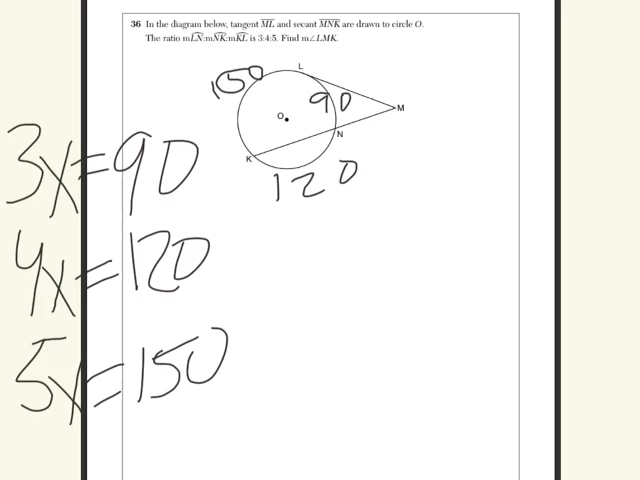 36 In the diagram below, tangent ML and secant MNK are drawn to circle O.
The ratio mLN:mNK:mKL is 3:4:5. Find m∠LMK.
150
L
90
M
O
N
K
120
3x=90
4x=120
5x=150